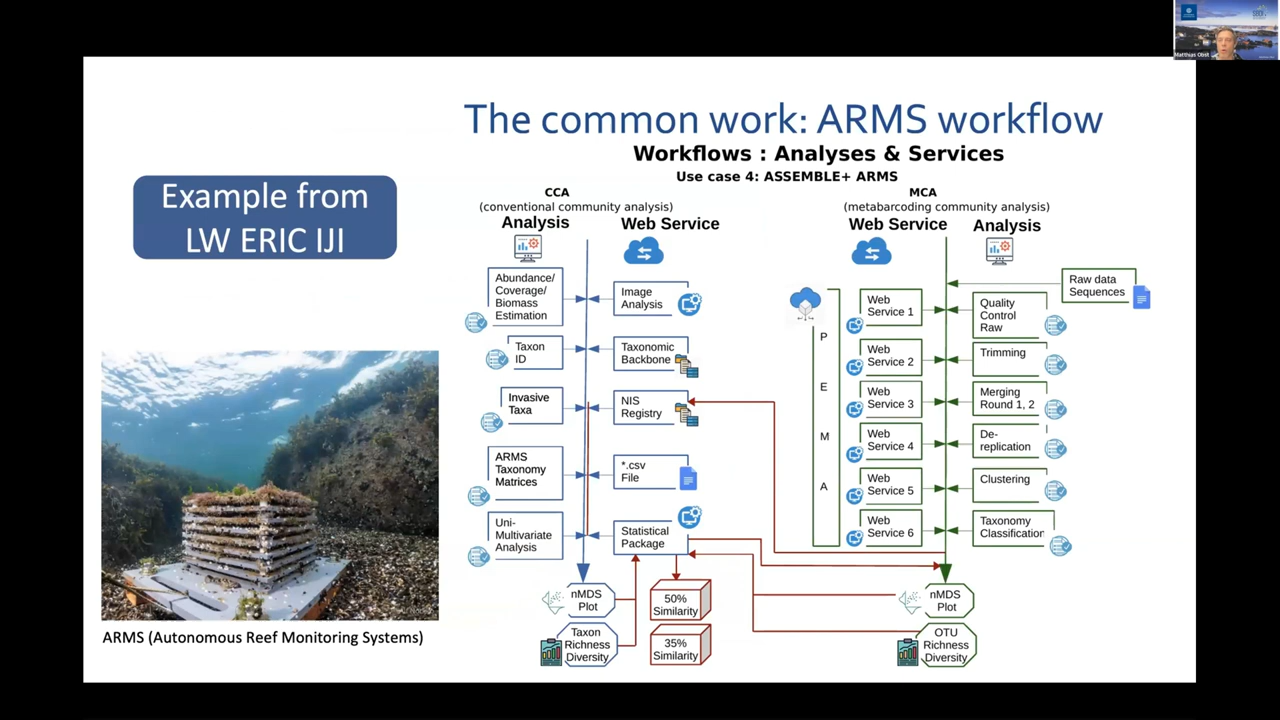 Matthias Obst
The common work: ARMS workflow
Workflows : Analyses & Services
Use case 4: ASSEMBLE+ ARMS
Example from
LW ERIC IJI
CCA
(conventional community analysis)
Analysis
Web Service
Abundance/
Coverage/
Biomass
Estimation
Image
Analysis
Taxon
ID
Taxonomic
Backbone
Invasive
Taxa
NIS
Registry
ARMS
Taxonomy
Matrices
*.csv
File
Uni-
Multivariate
Analysis
Statistical
Package
nMDS
Plot
50%
Similarity
Taxon
Richness
Diversity
35%
Similarity
MCA
(metabarcoding community analysis)
Web Service
Analysis
Raw data
Sequences
P
E
M
A
Web
Service 1
Quality
Control
Raw
Web
Service 2
Trimming
Web
Service 3
Merging
Round 1, 2
Web
Service 4
De-
replication
Web
Service 5
Clustering
Web
Service 6
Taxonomy
Classification
nMDS
Plot
OTU
Richness
Diversity
ARMS (Autonomous Reef Monitoring Systems)